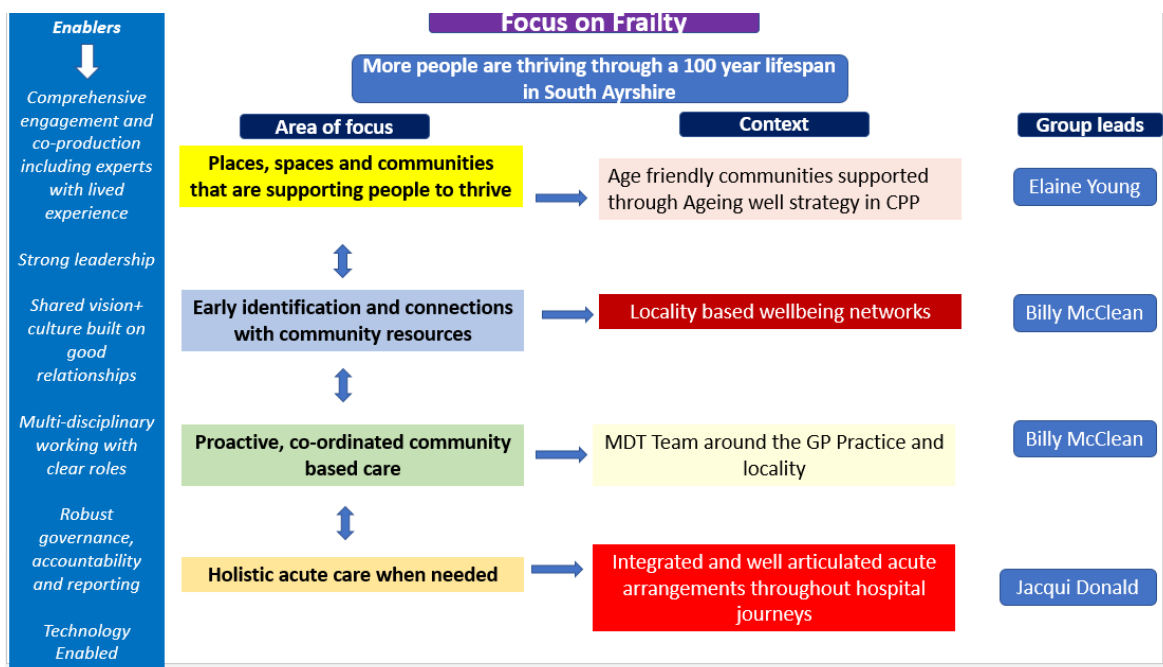 Enablers
Comprehensive
engagement and
co-production
including experts
with lived
experience
Strong leadership
Shared vision+
culture built on
good
relationships
Multi-disciplinary
working with
clear roles
Robust
governance,
accountability
and reporting
Technology
Enabled
Focus on Frailty
More people are thriving through a 100 year lifespan
in South Ayrshire
Area of focus
Context
Group leads
Places, spaces and communities
that are supporting people to thrive
Age friendly communities supported
through Ageing well strategy in CPP
Elaine Young
Early identification and connections
with community resources
Locality based wellbeing networks
Billy McClean
Proactive, co-ordinated community
based care
MDT Team around the GP Practice and
locality
Billy McClean
Holistic acute care when needed
Integrated and well articulated acute
arrangements throughout hospital
journeys
Jacqui Donald